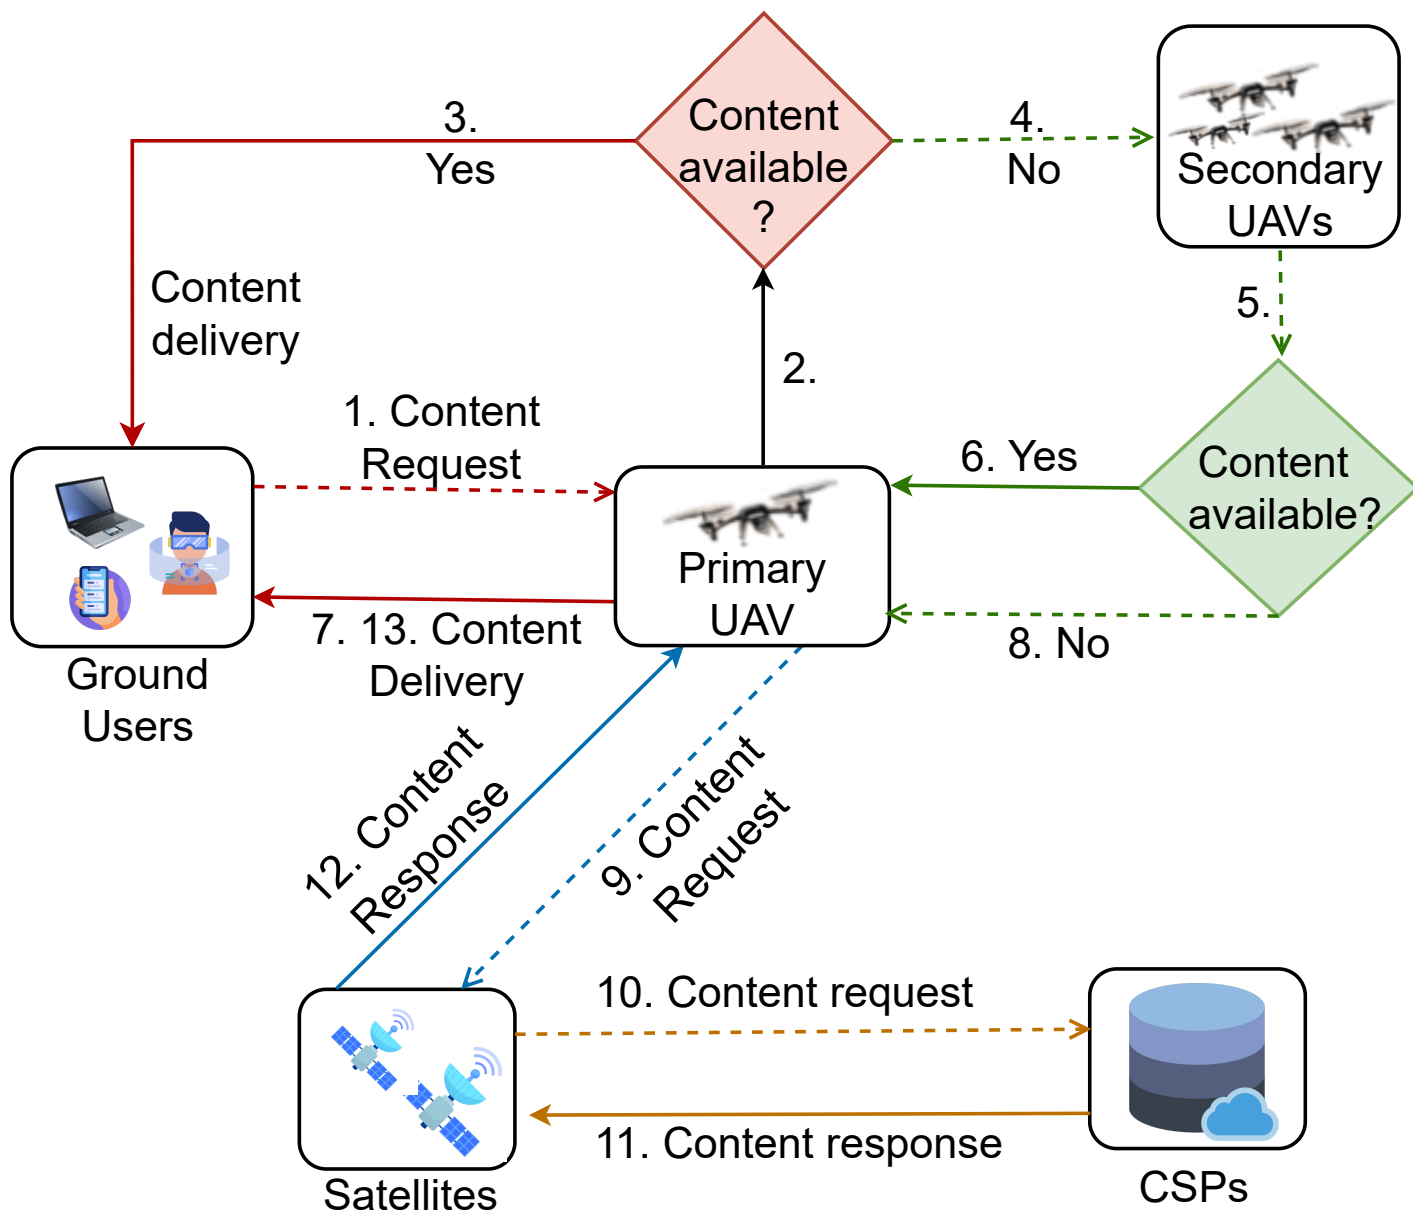 3.
Yes
Content
available
?
4.
No
Secondary
UAVs
Content
delivery
5.
2.
1. Content
Request
6. Yes
Content
available?
Primary
UAV
7. 13. Content
Delivery
8. No
Ground
Users
12. Content
Response
9. Content
Request
10. Content request
11. Content response
Satellites
CSPs